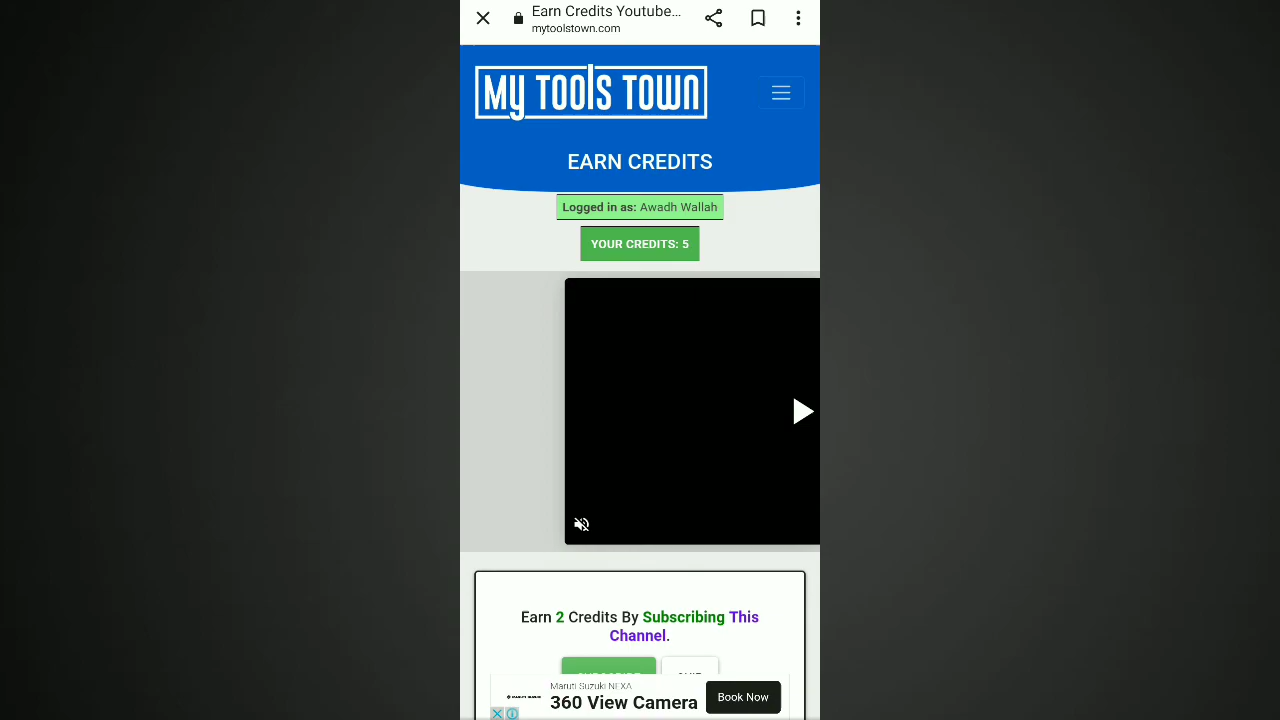 Earn Credits Youtube...
mytoolstown.com
My TOOLS TOWN
EARN CREDITS
Logged in as: Awadh Wallah
YOUR CREDITS: 5
Earn 2 Credits By Subscribing This
Channel.
Maruti Suzuki NEXA
360 View Camera
Book Now